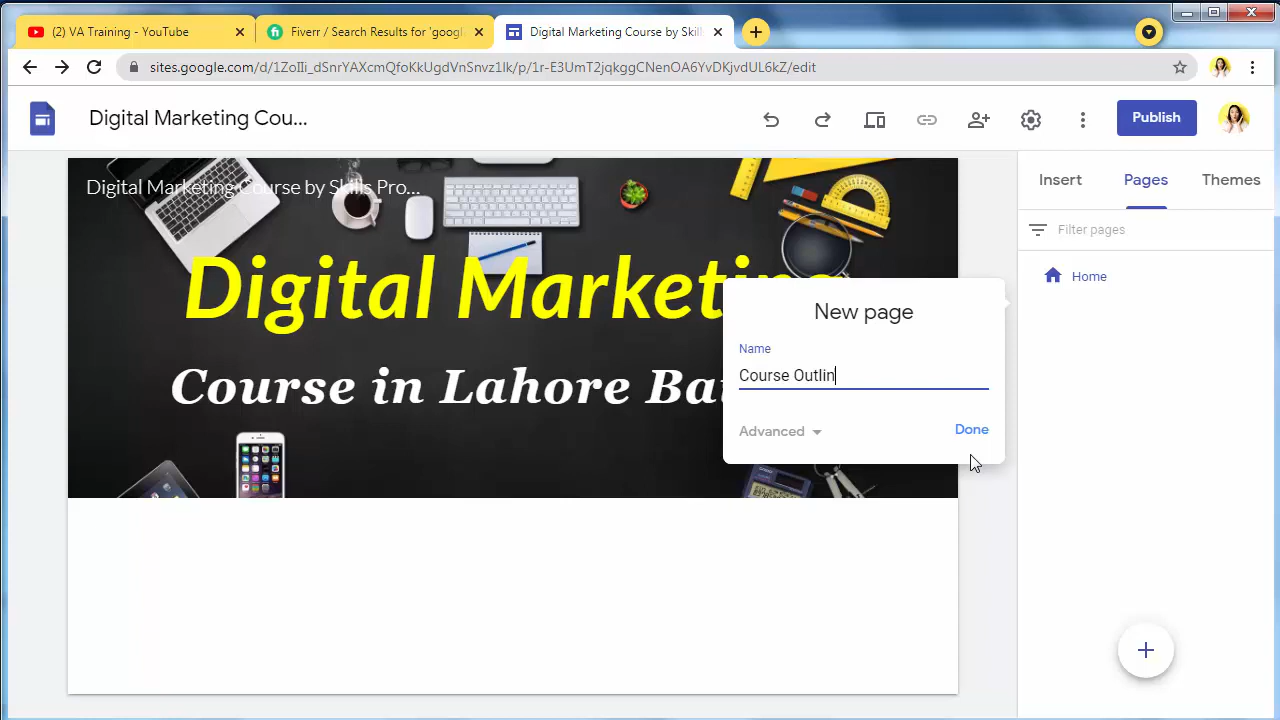 (2) VA Training - YouTube
Fiverr / Search Results for 'googl
Digital Marketing Course by Skil
sites.google.com/d/1ZoIIi_dSnrYAXcmQfoKkUgdVnSnvz1lk/p/1r-E3UmT2jqkggCNenOA6YvDKjvdUL6kZ/edit
Digital Marketing Cou...
Publish
Insert
Pages
Themes
Digital Marketing Course by Skills Pro...
Filter pages
Home
Digital Marketing
Course in Lahore Ba
New page
Name
Course Outlin
Advanced
Done